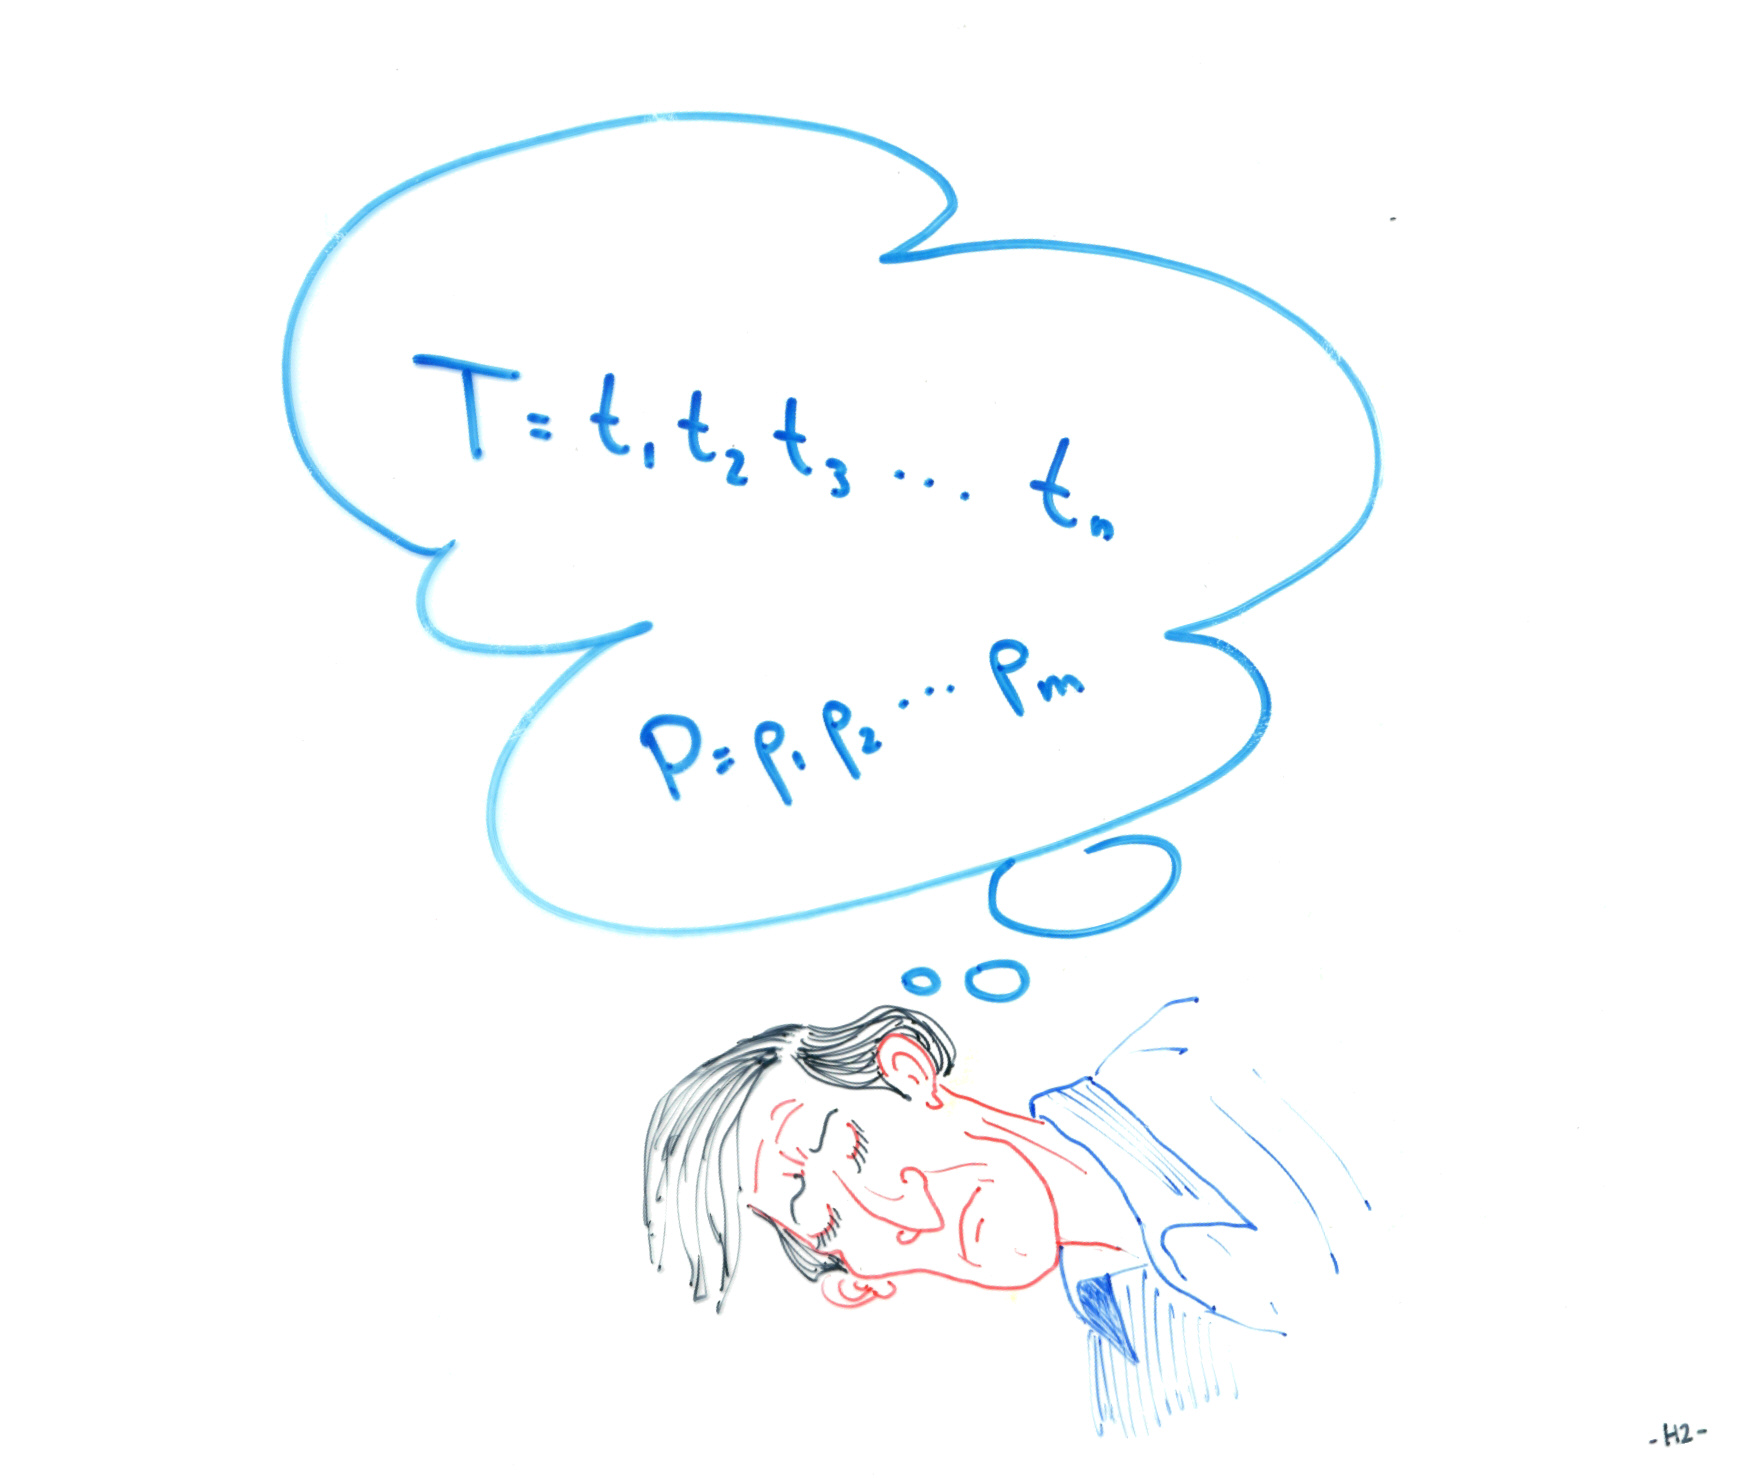 T = t₁ t₂ t₃ ... tₙ
P = p₁ p₂ ... pₘ
-H2-